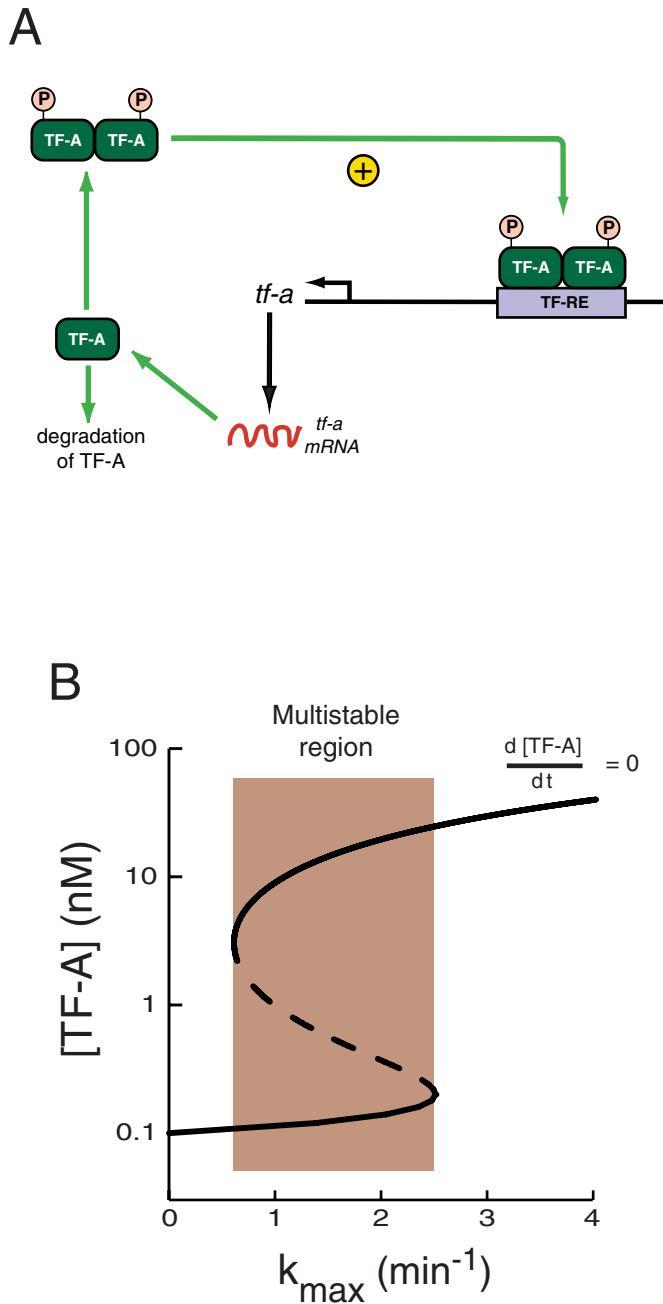 A
P P
TF-A TF-A
+
P P
TF-A TF-A
tf-a
TF-RE
TF-A
tf-a
mRNA
degradation
of TF-A
B
Multistable
region
d [TF-A]
dt
= 0
100
10
1
0.1
[TF-A] (nM)
0 1 2 3 4
kmax (min-1)